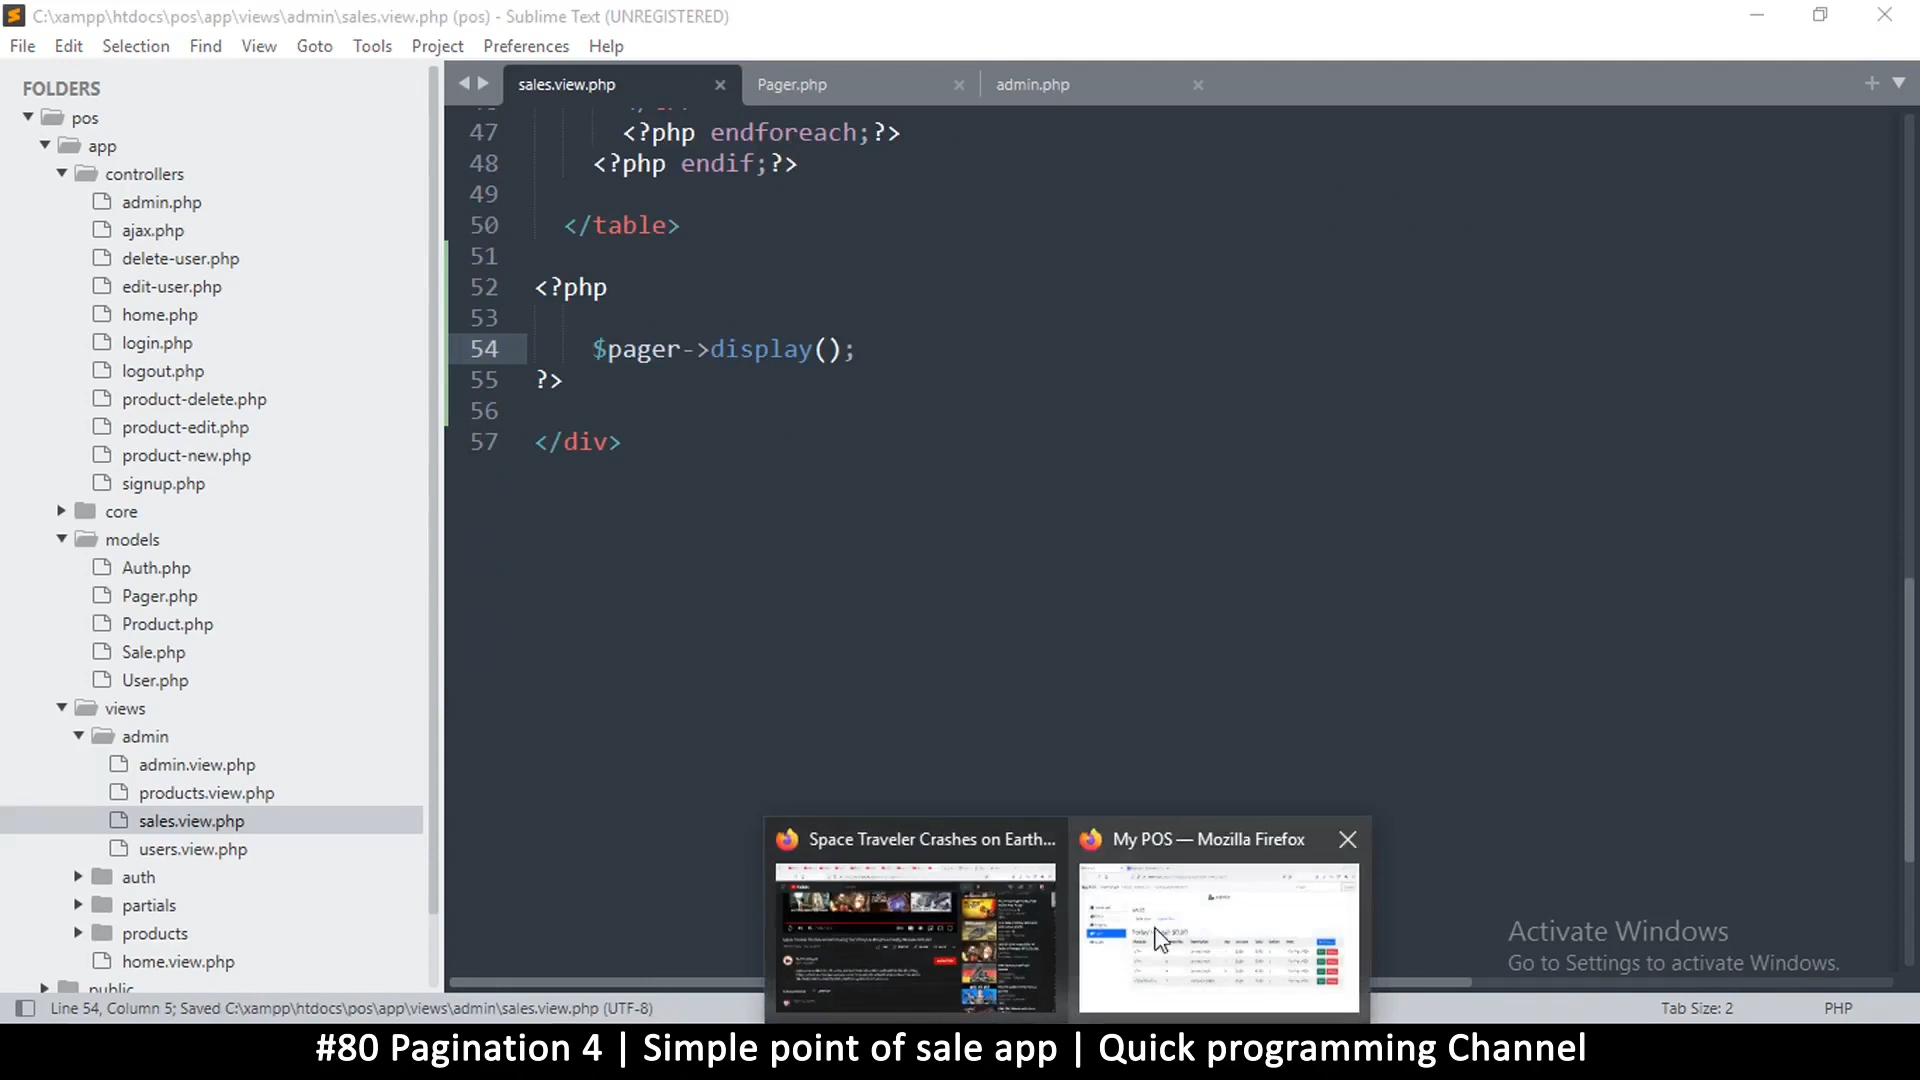 C:\xampp\htdocs\pos\app\views\admin\sales.view.php (pos) - Sublime Text (UNREGISTERED)
File Edit Selection Find View Goto Tools Project Preferences Help
FOLDERS
pos
app
controllers
admin.php
ajax.php
delete-user.php
edit-user.php
home.php
login.php
logout.php
product-delete.php
product-edit.php
product-new.php
signup.php
core
models
Auth.php
Pager.php
Product.php
Sale.php
User.php
views
admin
admin.view.php
products.view.php
sales.view.php
users.view.php
auth
partials
products
home.view.php
public
sales.view.php Pager.php admin.php
47 <?php endforeach;?>
48 <?php endif;?>
49
50 </table>
51
52 <?php
53
54 $pager->display();
55 ?>
56
57 </div>
Space Traveler Crashes on Earth... My POS — Mozilla Firefox
Activate Windows
Go to Settings to activate Windows.
Line 54, Column 5; Saved C:\xampp\htdocs\pos\app\views\admin\sales.view.php (UTF-8) Tab Size: 2 PHP
#80 Pagination 4 | Simple point of sale app | Quick programming Channel